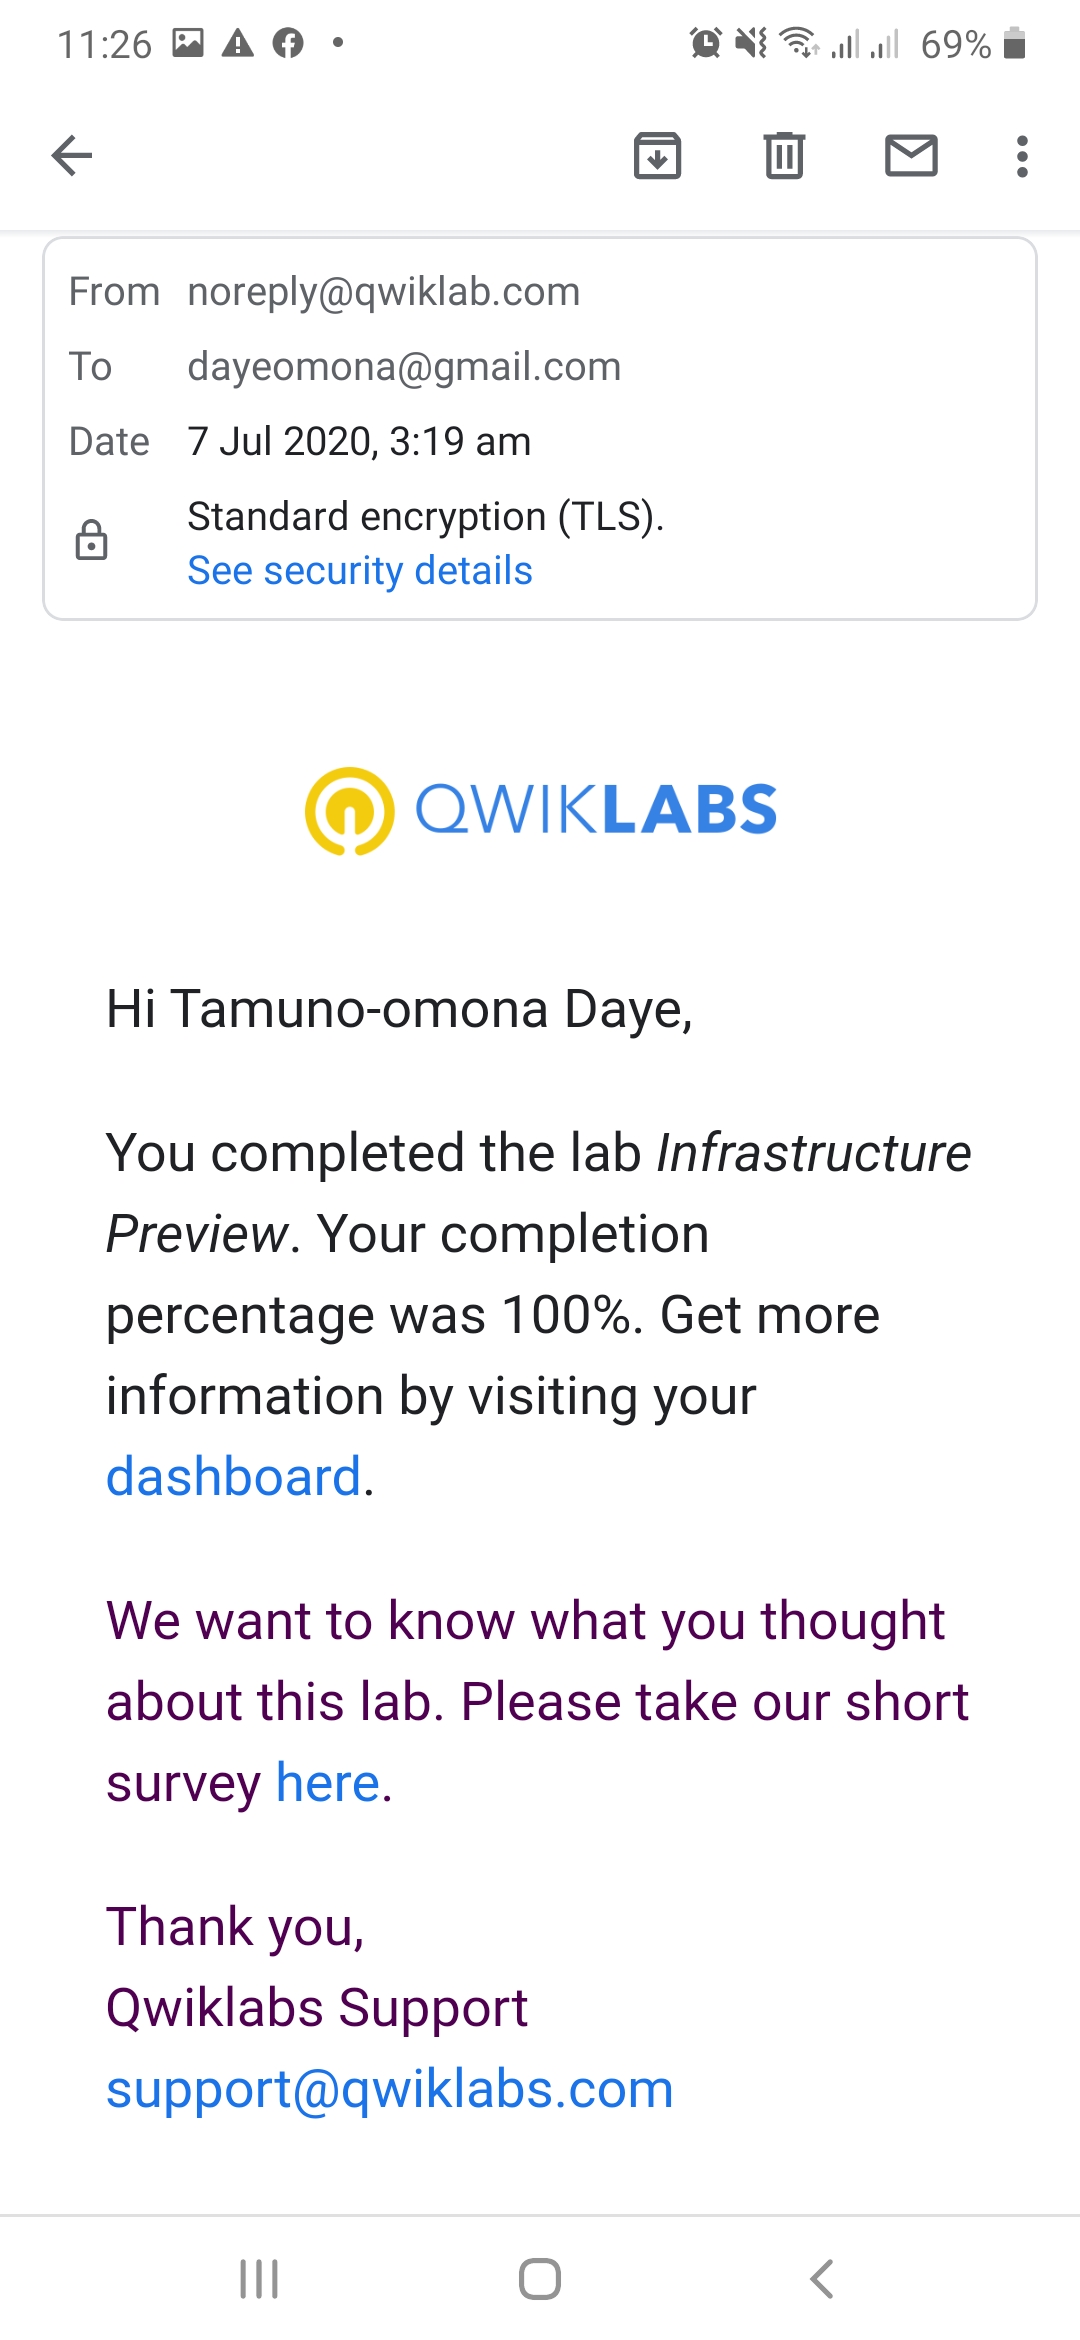 11:26
69%
From noreply@qwiklab.com
To dayeomona@gmail.com
Date 7 Jul 2020, 3:19 am
Standard encryption (TLS).
See security details
QWIKLABS
Hi Tamuno-omona Daye,
You completed the lab Infrastructure
Preview. Your completion
percentage was 100%. Get more
information by visiting your
dashboard.
We want to know what you thought
about this lab. Please take our short
survey here.
Thank you,
Qwiklabs Support
support@qwiklabs.com